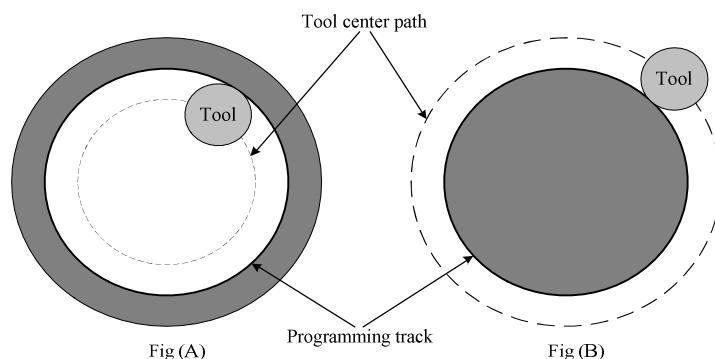 Tool center path
Tool
Tool
Programming track
Fig (A)
Fig (B)